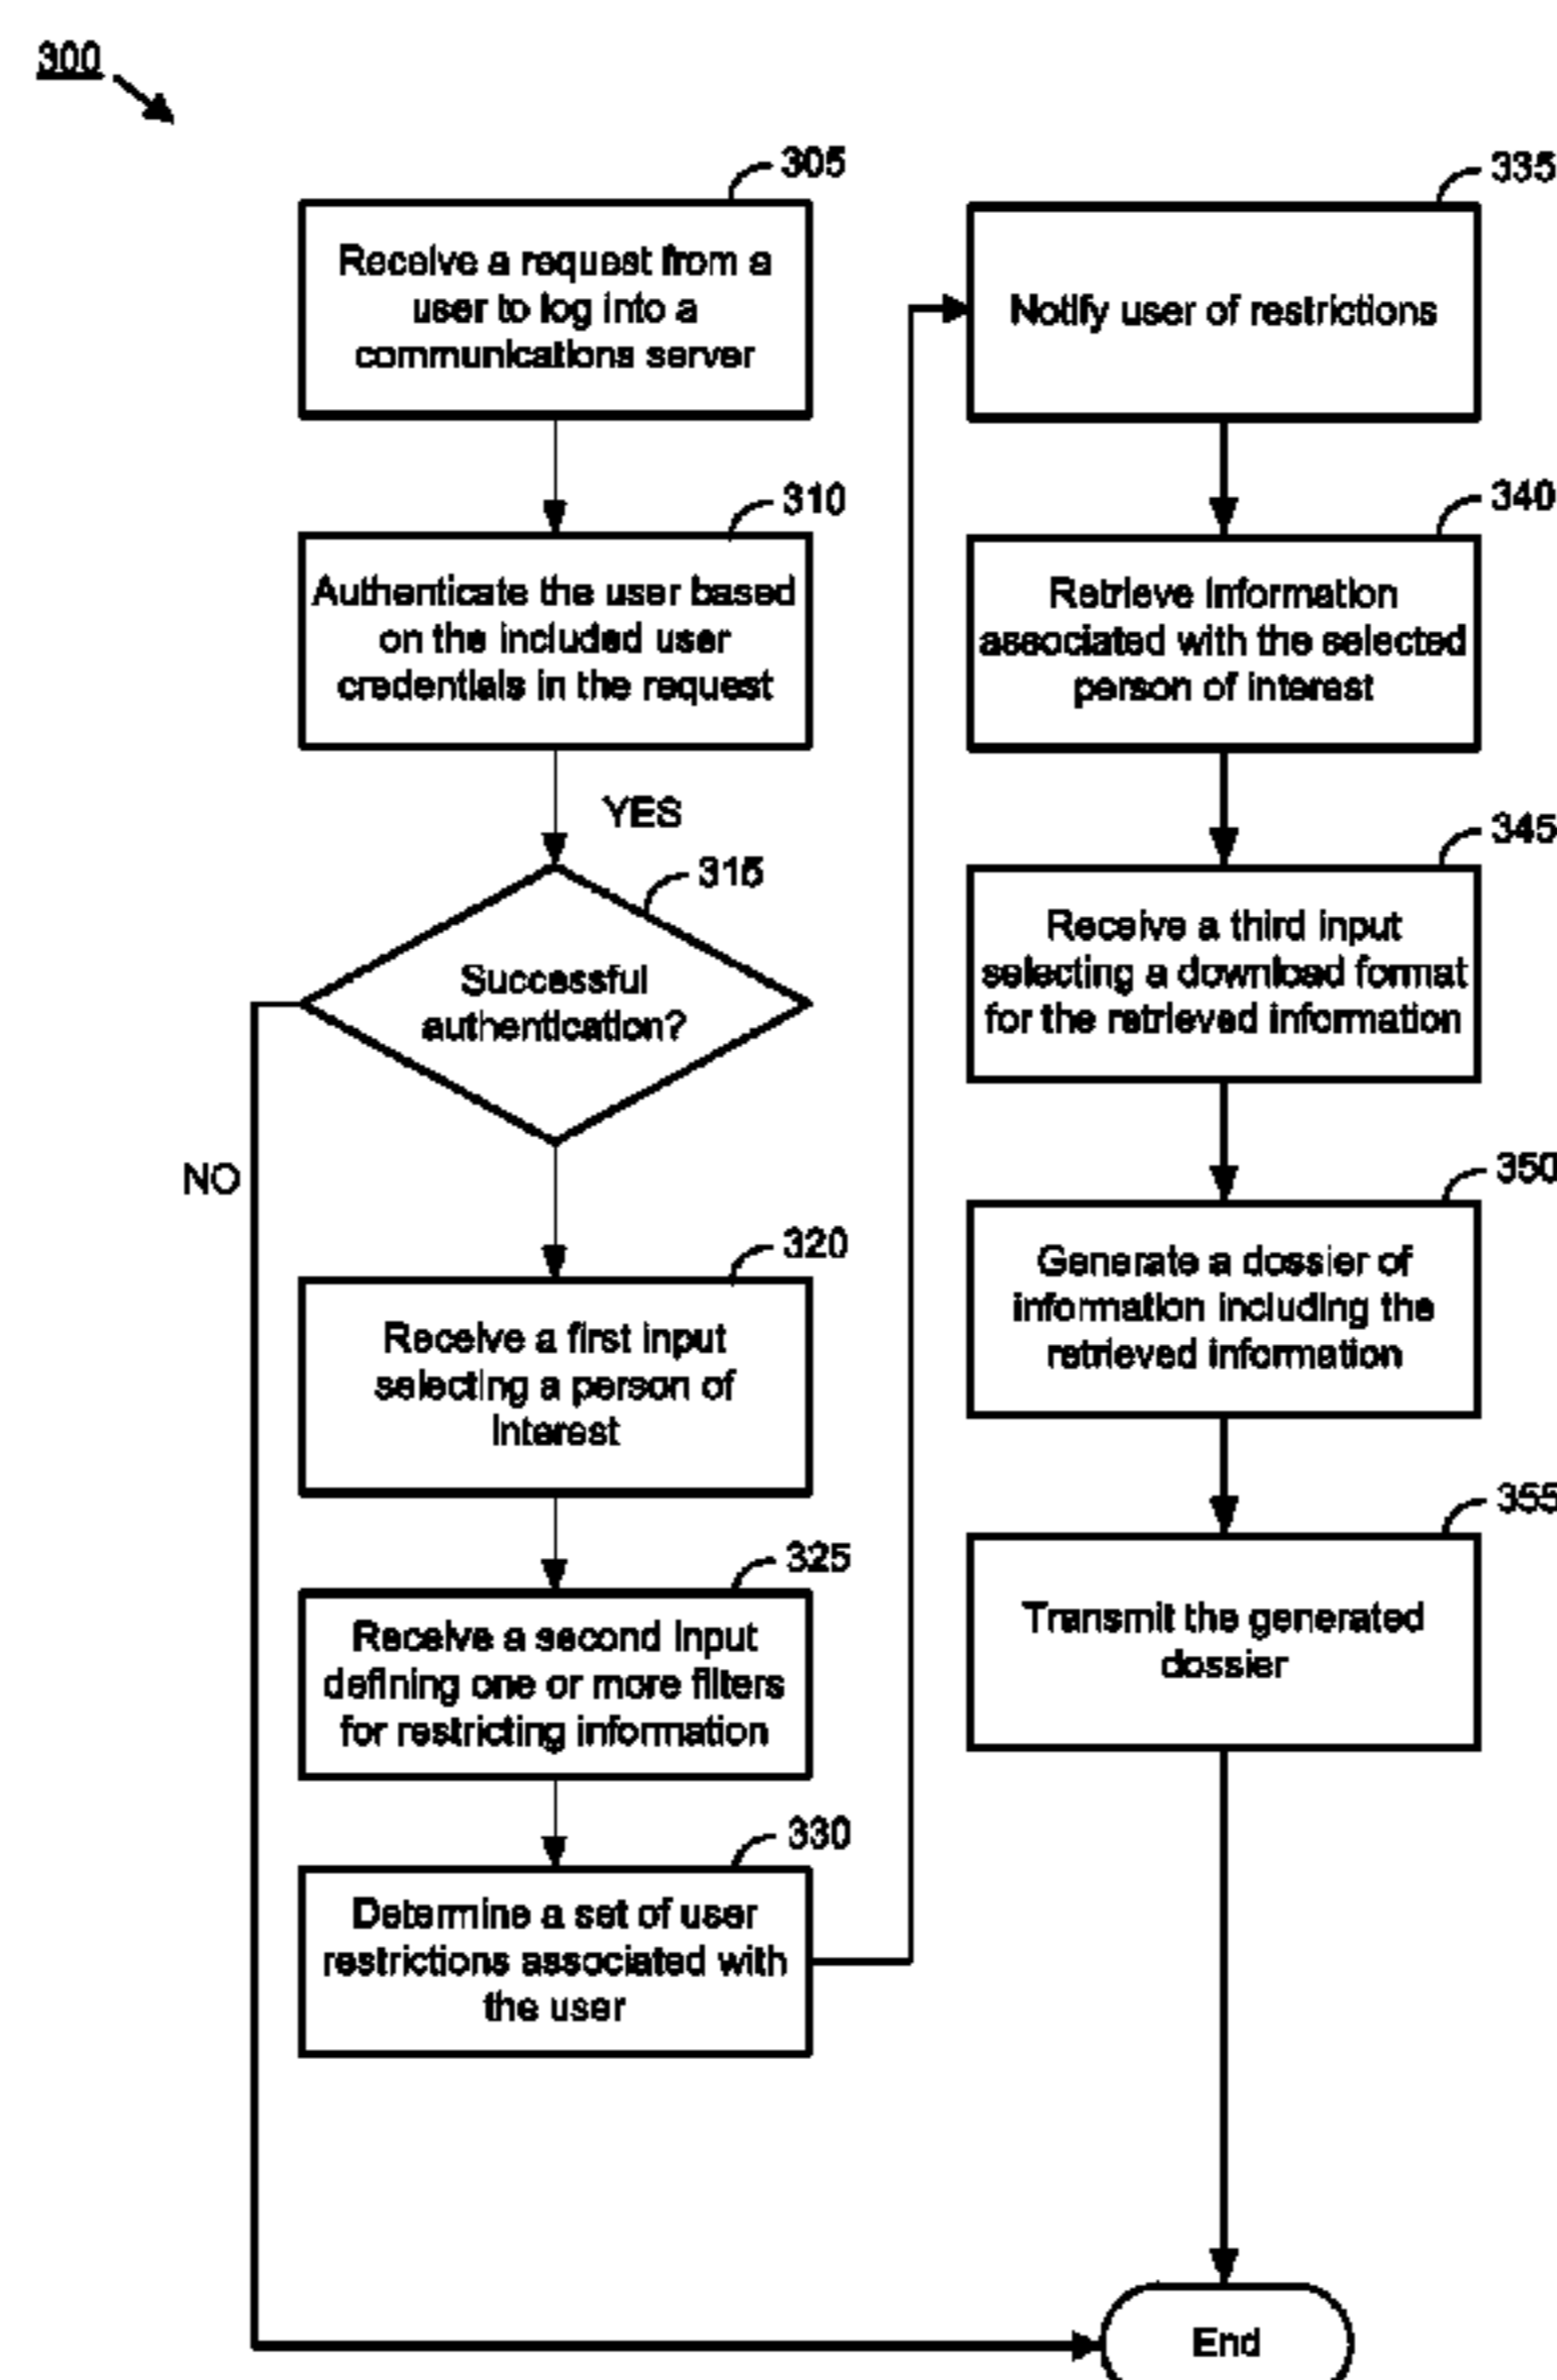 300
305
Receive a request from a
user to log into a
communications server
310
Authenticate the user based
on the included user
credentials in the request
YES
315
Successful
authentication?
NO
320
Receive a first input
selecting a person of
interest
325
Receive a second input
defining one or more filters
for restricting information
330
Determine a set of user
restrictions associated with
the user
335
Notify user of restrictions
340
Retrieve information
associated with the selected
person of interest
345
Receive a third input
selecting a download format
for the retrieved information
350
Generate a dossier of
information including the
retrieved information
355
Transmit the generated
dossier
End